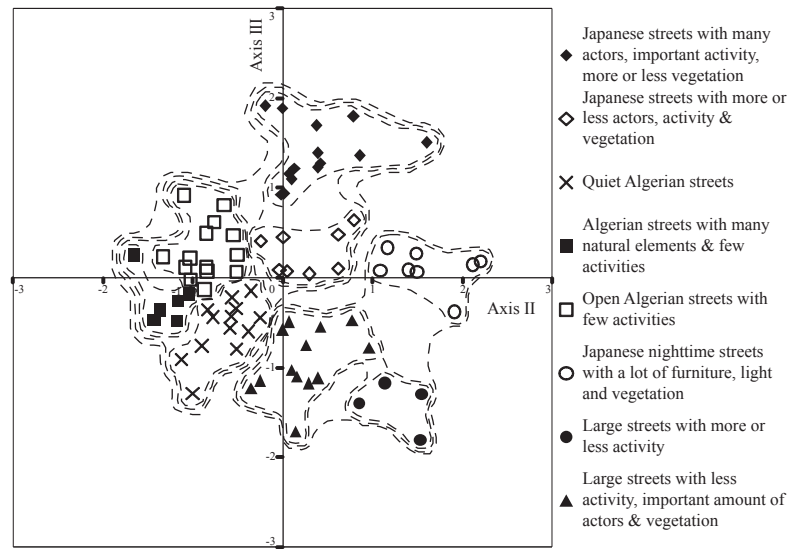 3
Axis III
2
1
-3
-2
-1
0
1
2
3
Axis II
-1
-2
-3
Japanese streets with many
actors, important activity,
more or less vegetation
Japanese streets with more or
less actors, activity &
vegetation
Quiet Algerian streets
Algerian streets with many
natural elements & few
activities
Open Algerian streets with
few activities
Japanese nighttime streets
with a lot of furniture, light
and vegetation
Large streets with more or
less activity
Large streets with less
activity, important amount of
actors & vegetation